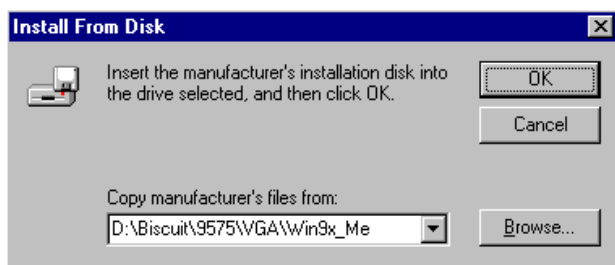 Install From Disk
Insert the manufacturer's installation disk into
the drive selected, and then click OK.
OK
Cancel
Copy manufacturer's files from:
D:\Biscuit\9575\VGA\Win9x_Me
Browse...